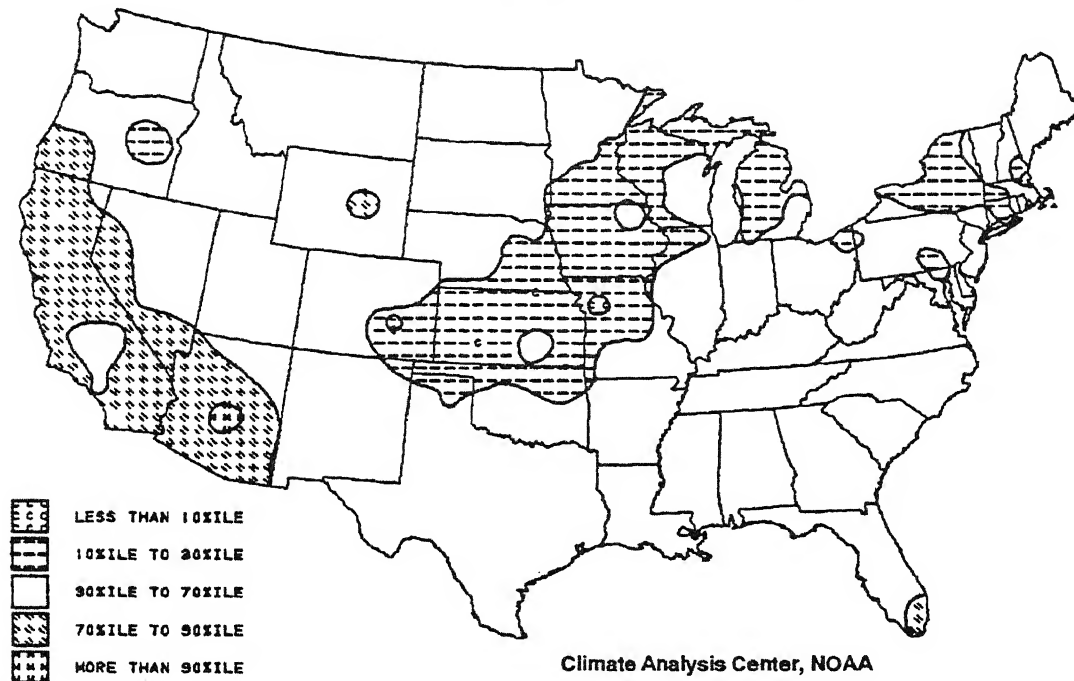 LESS THAN 10%ILE
10%ILE TO 30%ILE
30%ILE TO 70%ILE
70%ILE TO 90%ILE
MORE THAN 90%ILE
Climate Analysis Center, NOAA